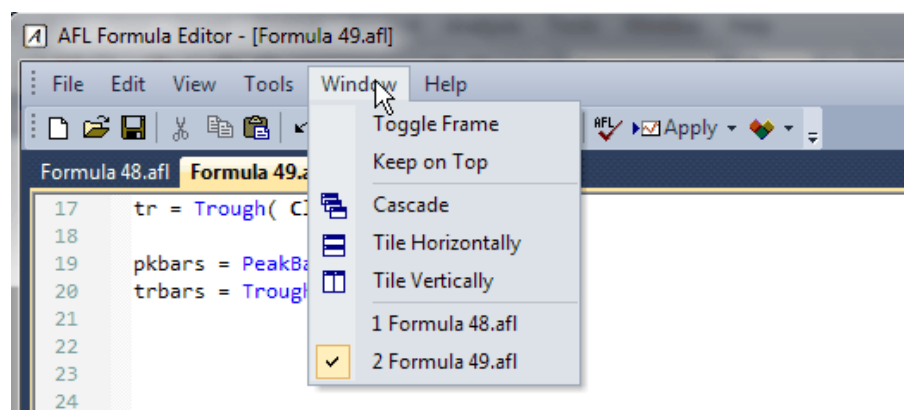 AFL Formula Editor - [Formula 49.afl]
File Edit View Tools Window Help
AFL Apply
Formula 48.afl Formula 49.a
Toggle Frame
Keep on Top
Cascade
Tile Horizontally
Tile Vertically
1 Formula 48.afl
2 Formula 49.afl
17 tr = Trough( Cl
18
19 pkbars = PeakBa
20 trbars = Trough
21
22
23
24